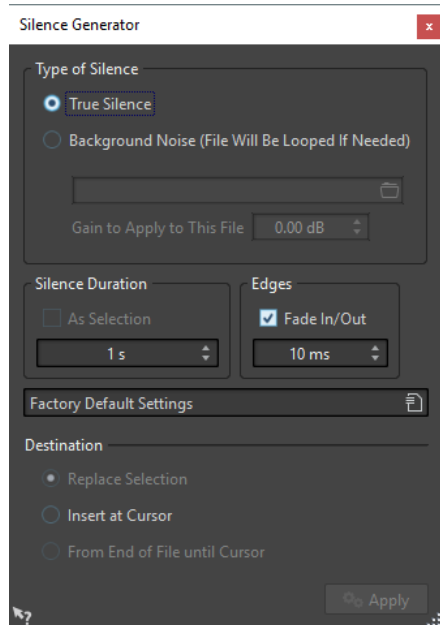 Silence Generator
x
Type of Silence
True Silence
Background Noise (File Will Be Looped If Needed)
Gain to Apply to This File 0.00 dB
Silence Duration
As Selection
1 s
Edges
Fade In/Out
10 ms
Factory Default Settings
Destination
Replace Selection
Insert at Cursor
From End of File until Cursor
Apply
?